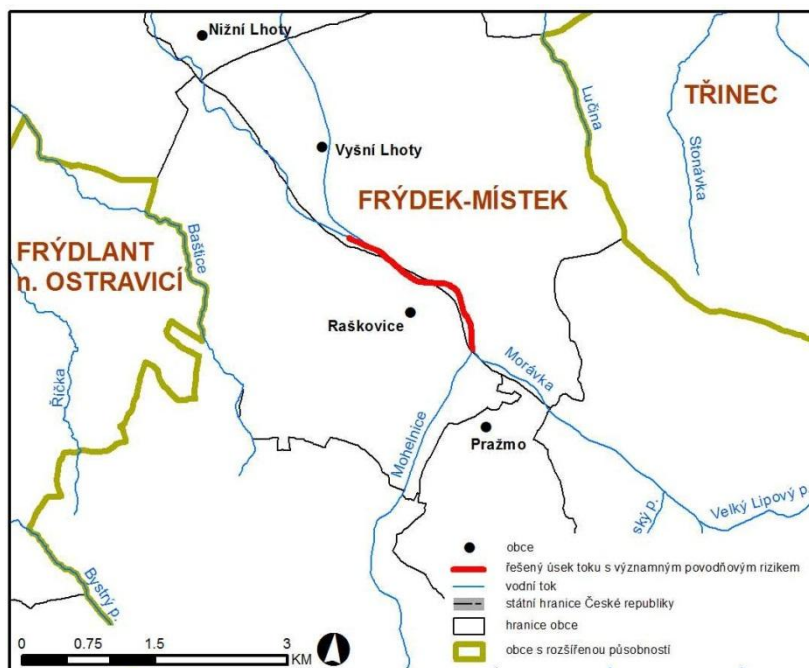 Nižní Lhoty
TŘINEC
Lučina
Stonávka
Vyšní Lhoty
FRÝDEK-MÍSTEK
Baštice
FRÝDLANT
n. OSTRAVICÍ
Raškovice
Říčka
Morávka
Mohelnice
Pražmo
Velký Lipový p.
ský p.
Bystrý p.
obce
řešený úsek toku s významným povodňovým rizikem
vodní tok
státní hranice České republiky
hranice obce
obce s rozšířenou působností
0 0.75 1.5 3
KM